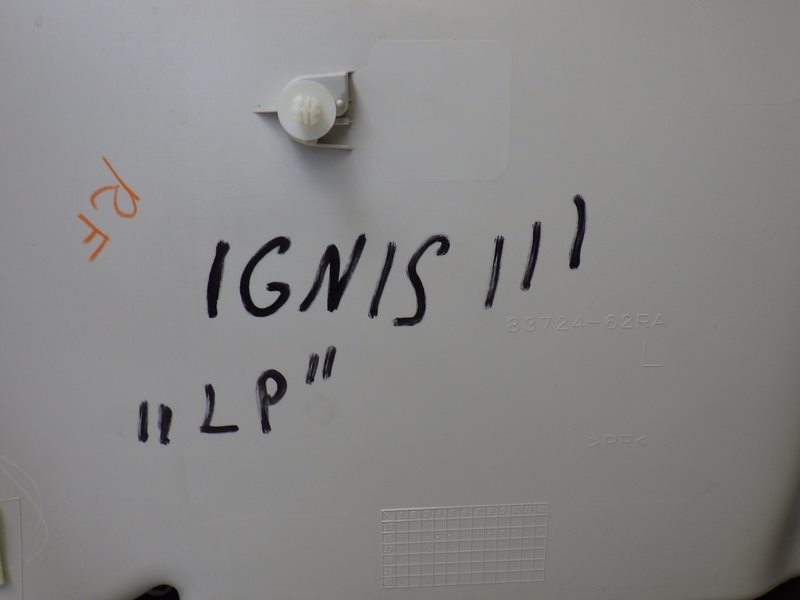 RF
IGNIS III
83724-62RA
L
"LP"
>PP<